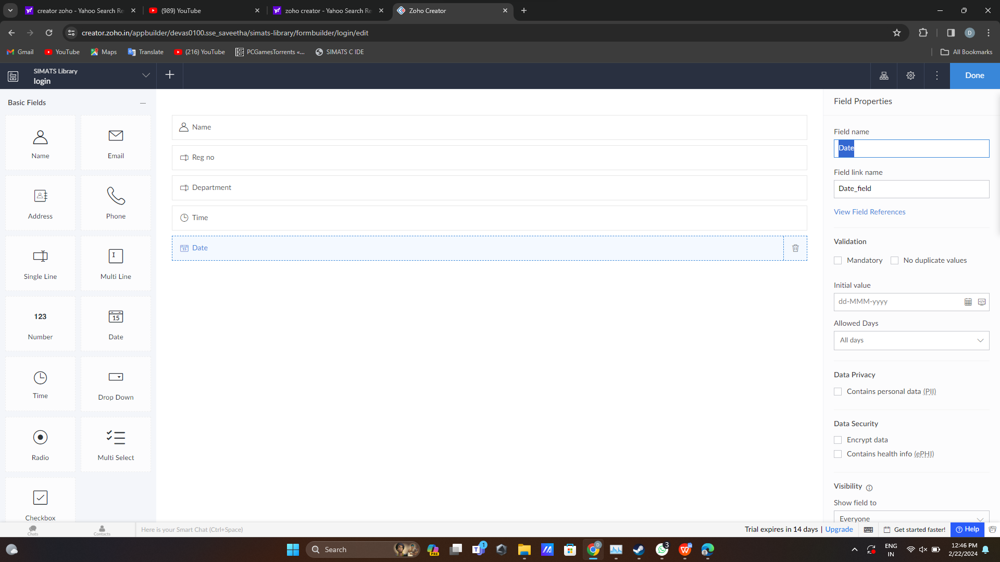 creator zoho - Yahoo Search Re
(989) YouTube
zoho creator - Yahoo Search Re
Zoho Creator
creator.zoho.in/appbuilder/devas0100.sse_saveetha/simats-library/formbuilder/login/edit
D
Gmail
YouTube
Maps
Translate
(216) YouTube
PCGamesTorrents «...
SIMATS C IDE
All Bookmarks
SIMATS Library
login
Done
Basic Fields
Name
Email
Address
Phone
Single Line
Multi Line
123
Number
15
Date
Time
Drop Down
Radio
Multi Select
Checkbox
Name
Reg no
Department
Time
15 Date
Field Properties
Field name
Date
Field link name
Date_field
View Field References
Validation
Mandatory
No duplicate values
Initial value
dd-MMM-yyyy
Allowed Days
All days
Data Privacy
Contains personal data (PII)
Data Security
Encrypt data
Contains health info (ePHI)
Visibility
Show field to
Everyone
Chats
Contacts
Here is your Smart Chat (Ctrl+Space)
Trial expires in 14 days | Upgrade
Get started faster!
Help
Search
PRE
T 1
D
3
W
ENG
IN
12:46 PM
2/22/2024